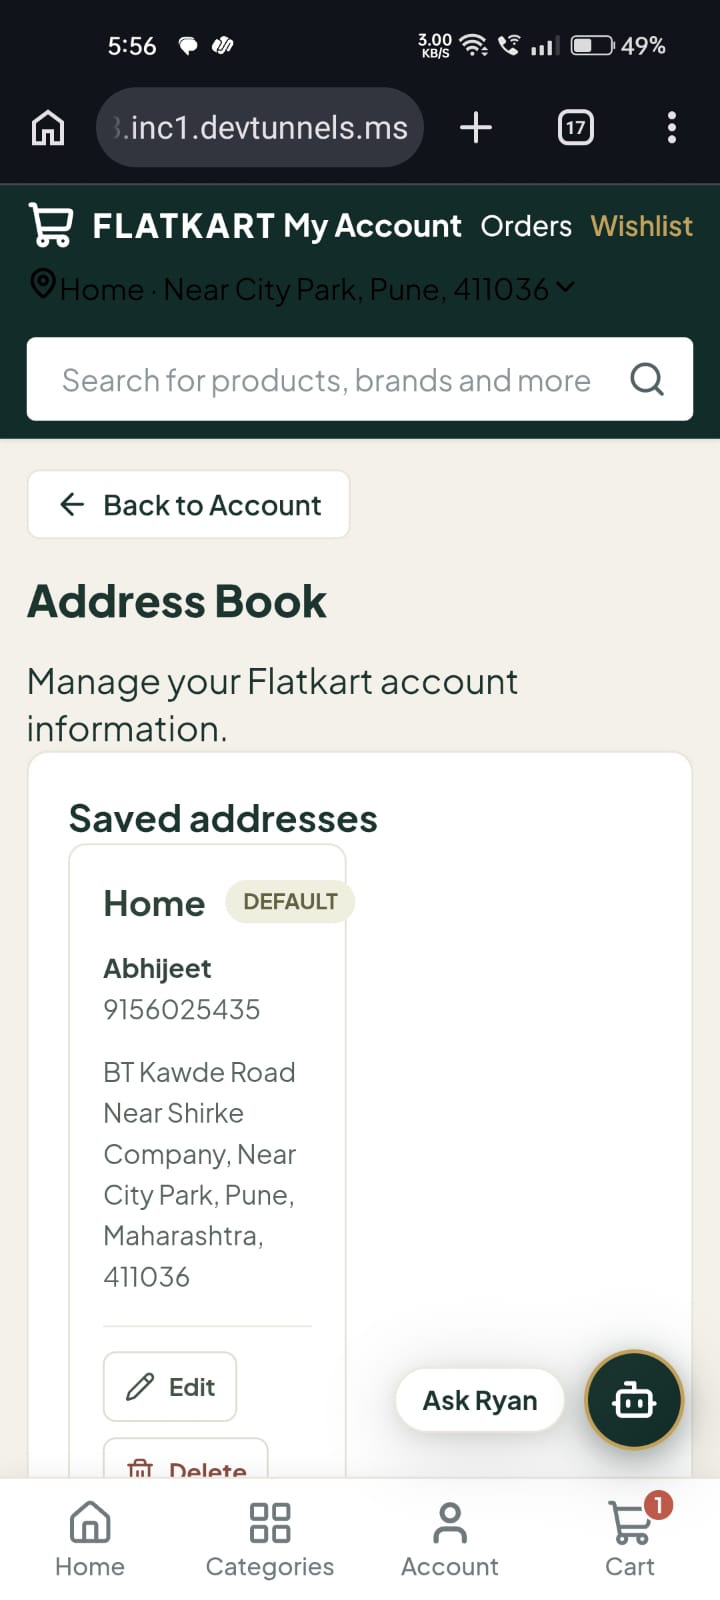 5:56 3.00 KB/S 49%
3.inc1.devtunnels.ms 17
FLATKART My Account Orders Wishlist
Home · Near City Park, Pune, 411036
Search for products, brands and more
Back to Account
Address Book
Manage your Flatkart account
information.
Saved addresses
Home DEFAULT
Abhijeet
9156025435
BT Kawde Road
Near Shirke
Company, Near
City Park, Pune,
Maharashtra,
411036
Edit
Ask Ryan
Delete
1
Home Categories Account Cart